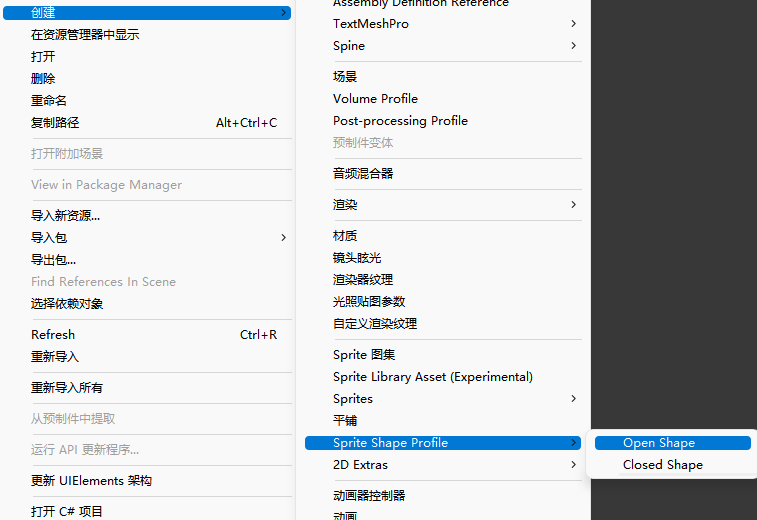 创建
在资源管理器中显示
打开
删除
重命名
复制路径 Alt+Ctrl+C
打开附加场景
View in Package Manager
导入新资源...
导入包
导出包...
Find References In Scene
选择依赖对象
Refresh Ctrl+R
重新导入
重新导入所有
从预制件中提取
运行 API 更新程序...
更新 UIElements 架构
打开 C# 项目
Assembly Definition Reference
TextMeshPro
Spine
场景
Volume Profile
Post-processing Profile
预制件变体
音频混合器
渲染
材质
镜头眩光
渲染器纹理
光照贴图参数
自定义渲染纹理
Sprite 图集
Sprite Library Asset (Experimental)
Sprites
平铺
Sprite Shape Profile
2D Extras
动画器控制器
动画
Open Shape
Closed Shape